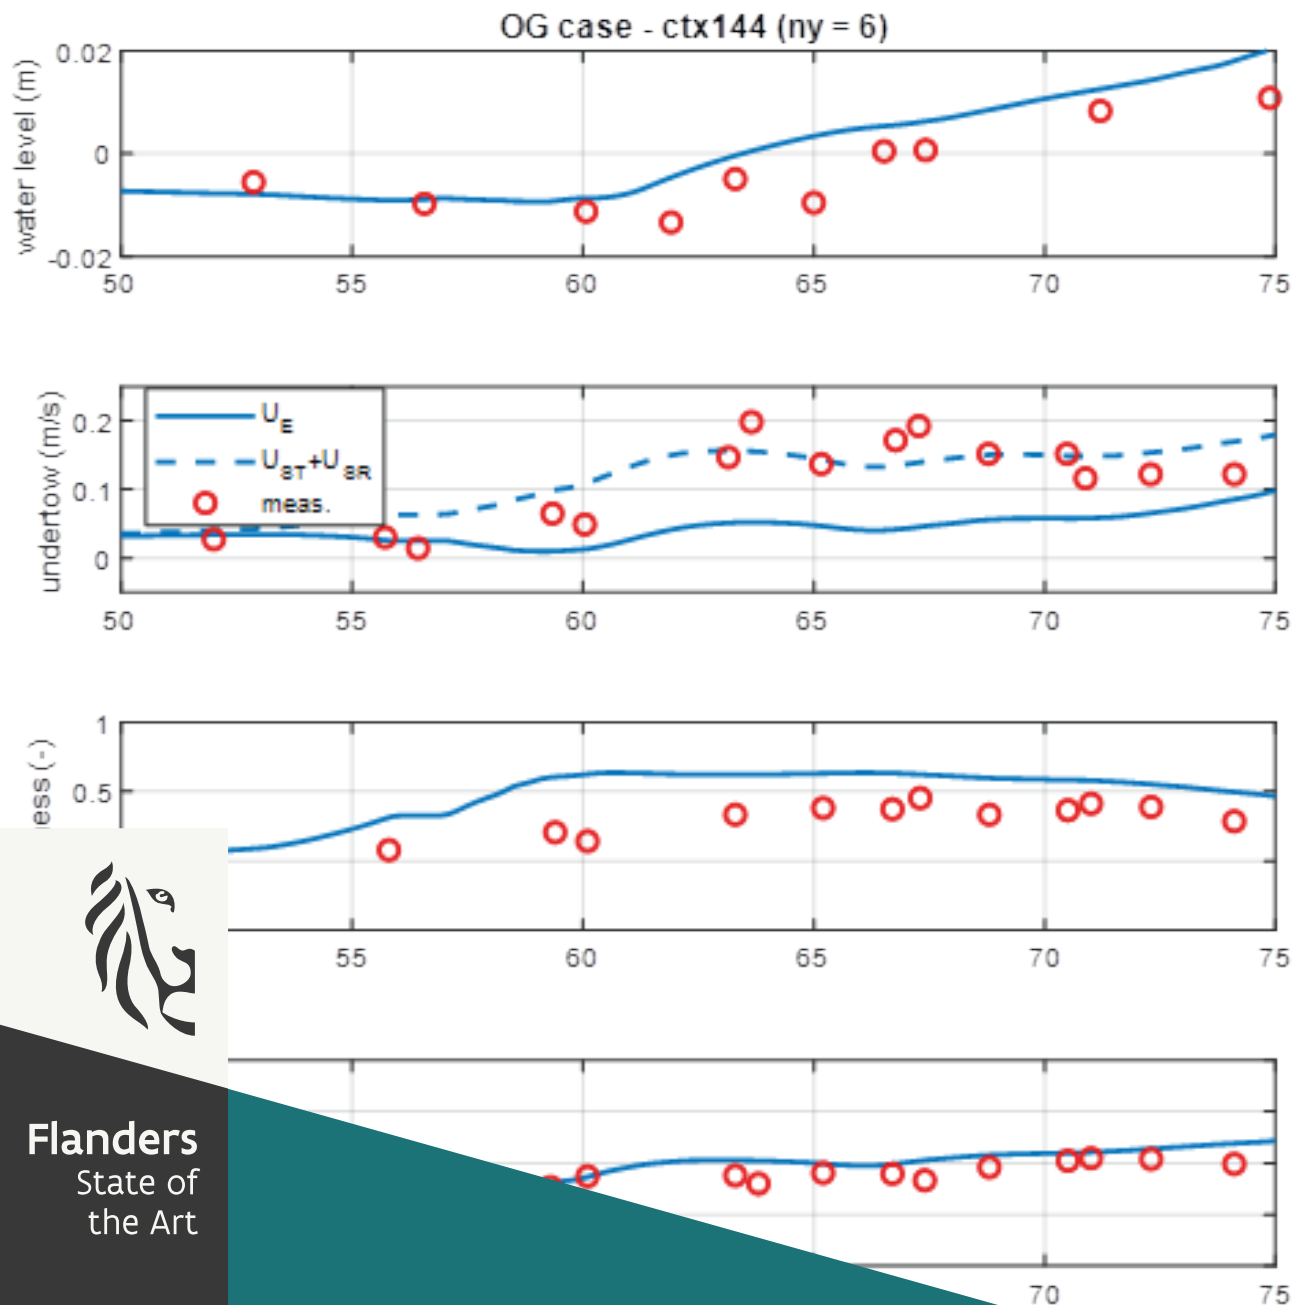 OG case - ctx144 (ny = 6)
water level (m)
0.02
0
-0.02
50 55 60 65 70 75
undertow (m/s)
0.2
0.1
0
U_E
U_ST+U_SR
meas.
50 55 60 65 70 75
ness (-)
1
0.5
55 60 65 70 75
Flanders
State of
the Art
70 75